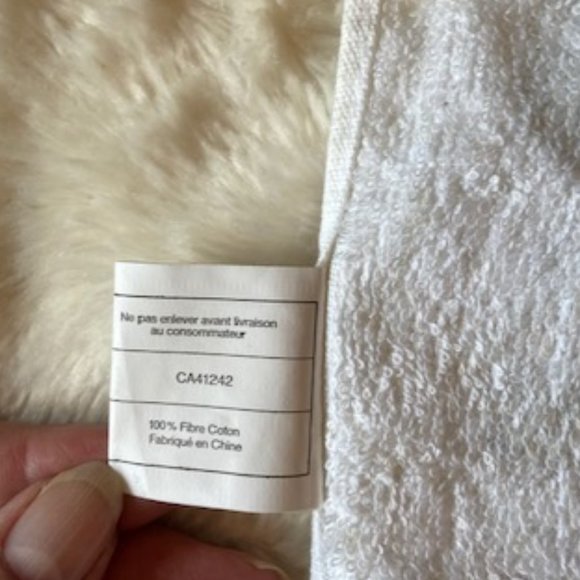 Ne pas enlever avant livraison
au consommateur
CA41242
100% Fibre Coton
Fabriqué en Chine